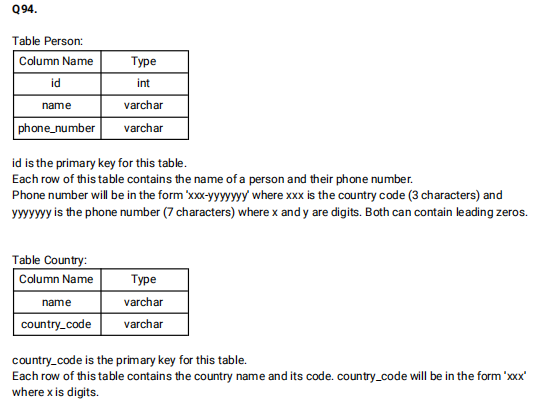 Q94.
Table Person:
Column Name Type
id int
name varchar
phone_number varchar
id is the primary key for this table.
Each row of this table contains the name of a person and their phone number.
Phone number will be in the form 'xxx-yyyyyyy' where xxx is the country code (3 characters) and
yyyyyyy is the phone number (7 characters) where x and y are digits. Both can contain leading zeros.
Table Country:
Column Name Type
name varchar
country_code varchar
country_code is the primary key for this table.
Each row of this table contains the country name and its code. country_code will be in the form 'xxx'
where x is digits.